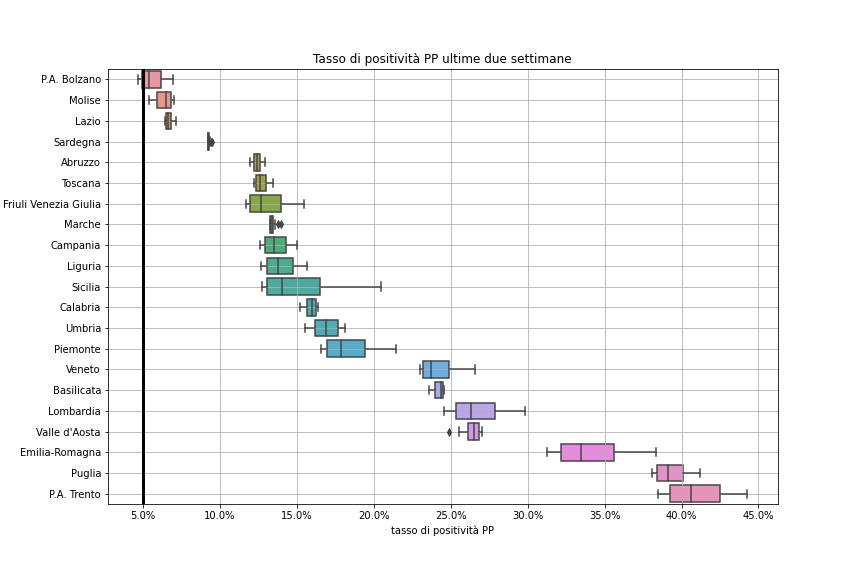 Tasso di positività PP ultime due settimane
P.A. Bolzano
Molise
Lazio
Sardegna
Abruzzo
Toscana
Friuli Venezia Giulia
Marche
Campania
Liguria
Sicilia
Calabria
Umbria
Piemonte
Veneto
Basilicata
Lombardia
Valle d'Aosta
Emilia-Romagna
Puglia
P.A. Trento
5.0% 10.0% 15.0% 20.0% 25.0% 30.0% 35.0% 40.0% 45.0%
tasso di positività PP